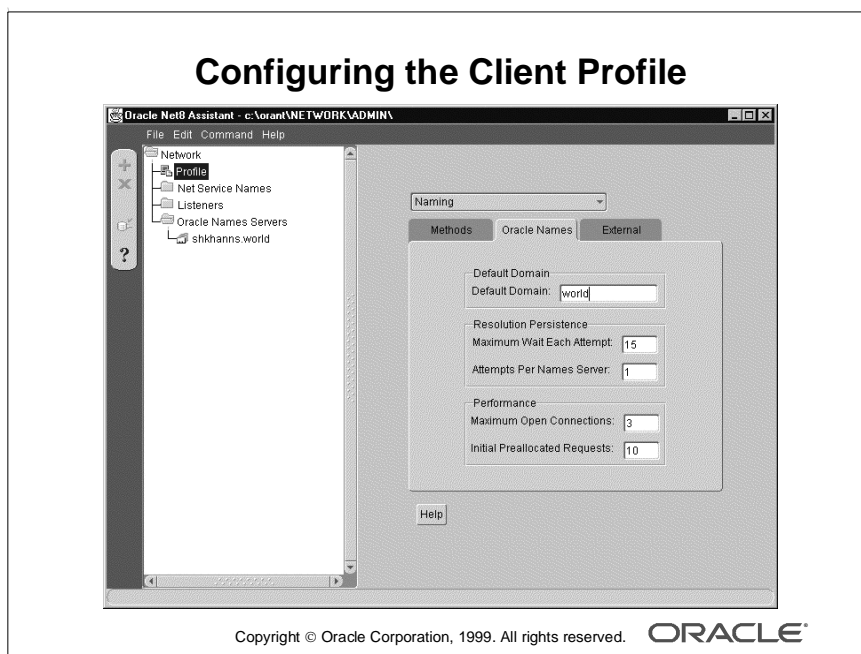 Configuring the Client Profile
Oracle Net8 Assistant - c:\orant\NETWORK\ADMIN\
File Edit Command Help
Network
Profile
Net Service Names
Listeners
Oracle Names Servers
shkhanns.world
?
Naming
Methods Oracle Names External
Default Domain
Default Domain: world
Resolution Persistence
Maximum Wait Each Attempt: 15
Attempts Per Names Server: 1
Performance
Maximum Open Connections: 3
Initial Preallocated Requests: 10
Help
Copyright © Oracle Corporation, 1999. All rights reserved. ORACLE®